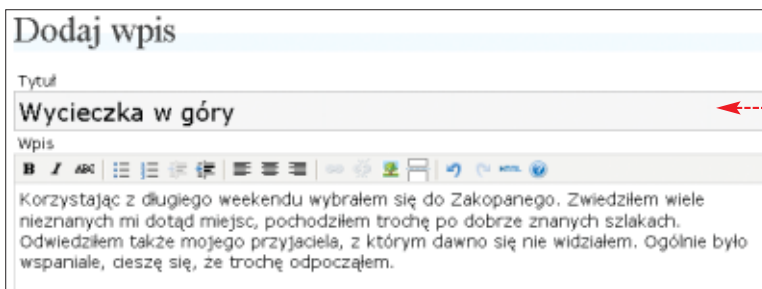 Dodaj wpis
Tytuł
Wycieczka w góry
Wpis
B I ABC HTML
Korzystając z długiego weekendu wybrałem się do Zakopanego. Zwiedziłem wiele
nieznanych mi dotąd miejsc, pochodziłem trochę po dobrze znanych szlakach.
Odwiedziłem także mojego przyjaciela, z którym dawno się nie widziałem. Ogólnie było
wspaniale, cieszę się, że trochę odpocząłem.